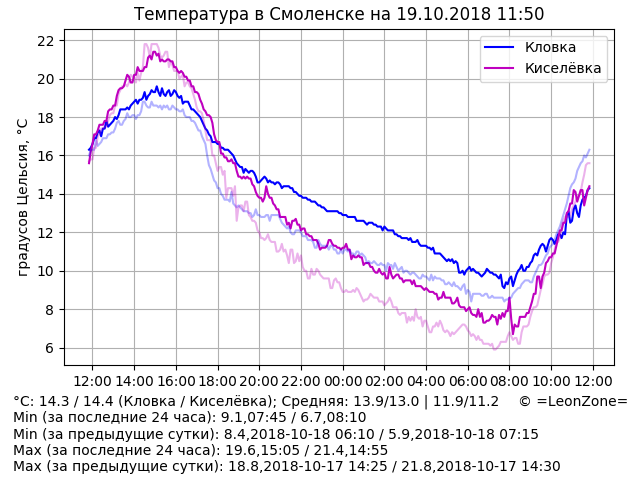 Температура в Смоленске на 19.10.2018 11:50
градусов Цельсия, °C
22
20
18
16
14
12
10
8
6
Кловка
Киселёвка
12:00 14:00 16:00 18:00 20:00 22:00 00:00 02:00 04:00 06:00 08:00 10:00 12:00
°C: 14.3 / 14.4 (Кловка / Киселёвка); Средняя: 13.9/13.0 | 11.9/11.2 © =LeonZone=
Min (за последние 24 часа): 9.1,07:45 / 6.7,08:10
Min (за предыдущие сутки): 8.4,2018-10-18 06:10 / 5.9,2018-10-18 07:15
Max (за последние 24 часа): 19.6,15:05 / 21.4,14:55
Max (за предыдущие сутки): 18.8,2018-10-17 14:25 / 21.8,2018-10-17 14:30